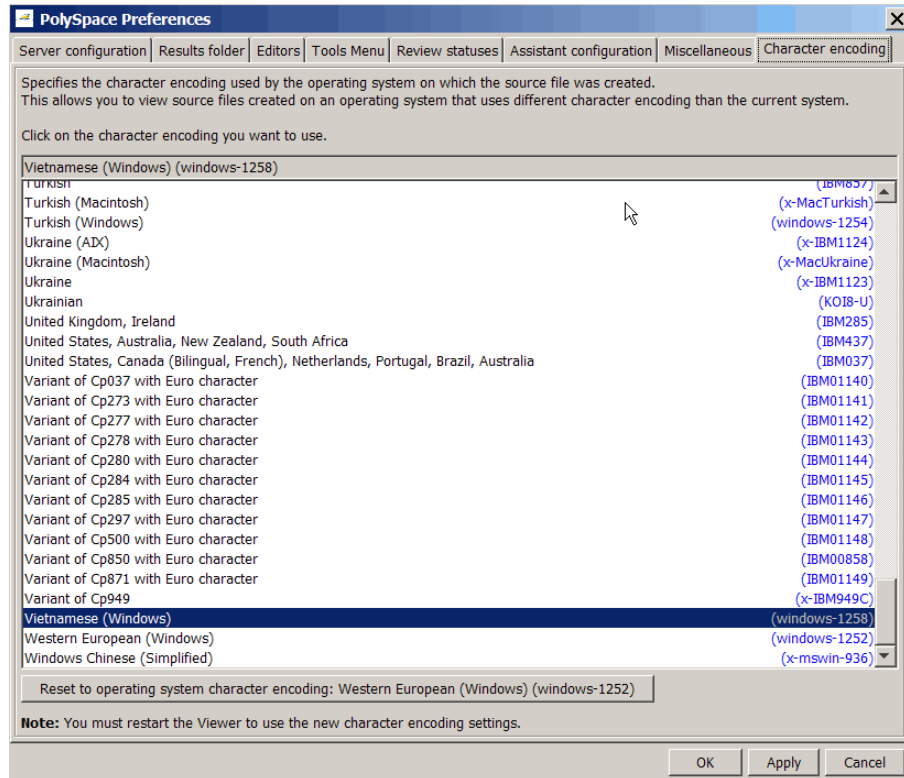 PolySpace Preferences
Server configuration Results folder Editors Tools Menu Review statuses Assistant configuration Miscellaneous Character encoding
Specifies the character encoding used by the operating system on which the source file was created.
This allows you to view source files created on an operating system that uses different character encoding than the current system.
Click on the character encoding you want to use.
Vietnamese (Windows) (windows-1258)
Turkish (IBM857)
Turkish (Macintosh) (x-MacTurkish)
Turkish (Windows) (windows-1254)
Ukraine (AIX) (x-IBM1124)
Ukraine (Macintosh) (x-MacUkraine)
Ukraine (x-IBM1123)
Ukrainian (KOI8-U)
United Kingdom, Ireland (IBM285)
United States, Australia, New Zealand, South Africa (IBM437)
United States, Canada (Bilingual, French), Netherlands, Portugal, Brazil, Australia (IBM037)
Variant of Cp037 with Euro character (IBM01140)
Variant of Cp273 with Euro character (IBM01141)
Variant of Cp277 with Euro character (IBM01142)
Variant of Cp278 with Euro character (IBM01143)
Variant of Cp280 with Euro character (IBM01144)
Variant of Cp284 with Euro character (IBM01145)
Variant of Cp285 with Euro character (IBM01146)
Variant of Cp297 with Euro character (IBM01147)
Variant of Cp500 with Euro character (IBM01148)
Variant of Cp850 with Euro character (IBM00858)
Variant of Cp871 with Euro character (IBM01149)
Variant of Cp949 (x-IBM949C)
Vietnamese (Windows) (windows-1258)
Western European (Windows) (windows-1252)
Windows Chinese (Simplified) (x-mswin-936)
Reset to operating system character encoding: Western European (Windows) (windows-1252)
Note: You must restart the Viewer to use the new character encoding settings.
OK Apply Cancel